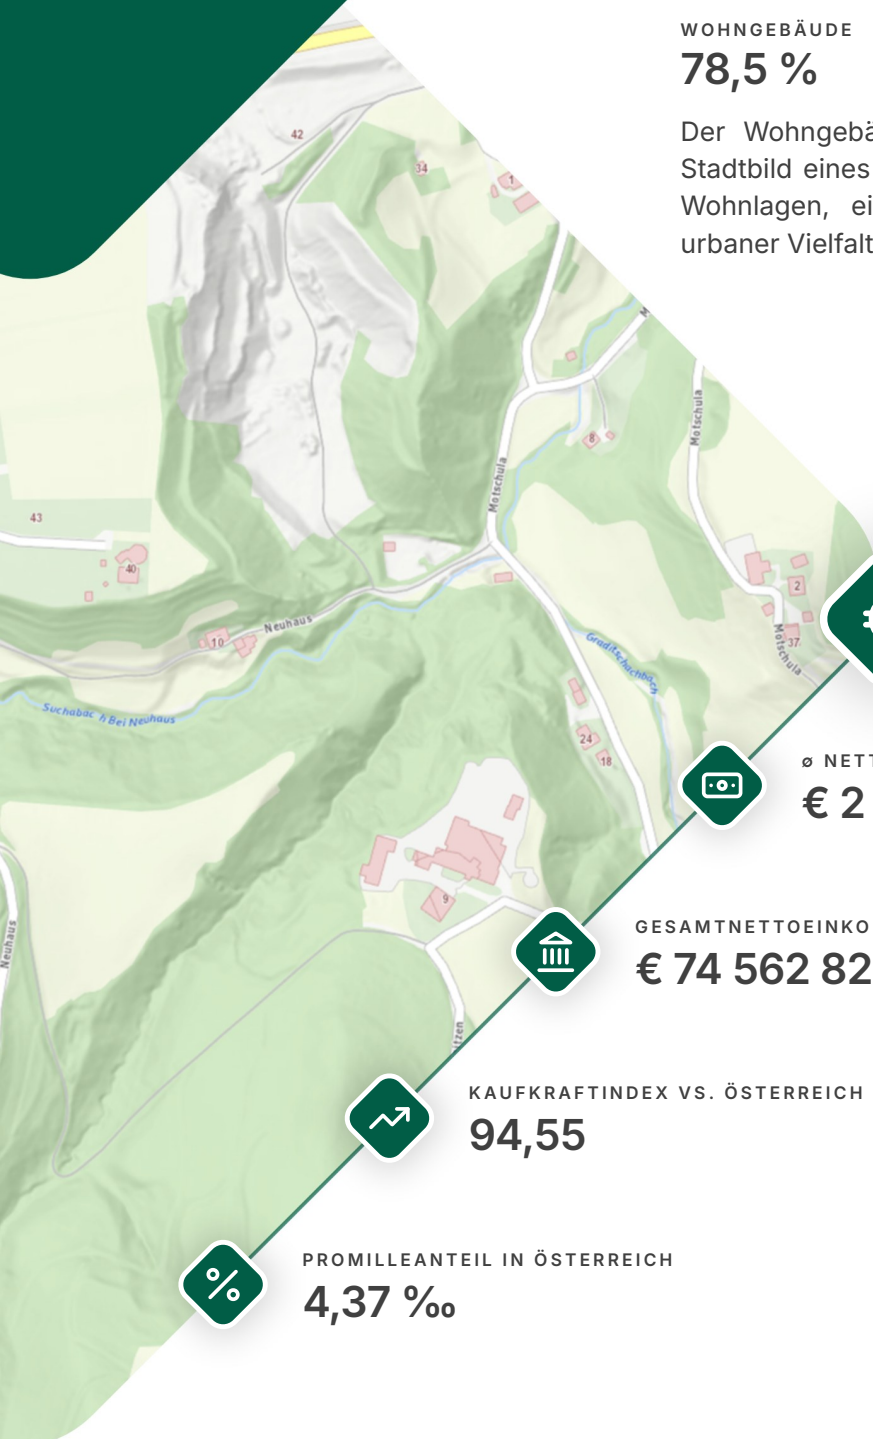 WOHNGEBÄUDE
78,5 %
Der Wohngebä
Stadtbild eines
Wohnlagen, ei
urbaner Vielfalt
42
34
1
Motschula
8
Motschula
43
40
2
10
Neuhaus
37
Motschula
Graditschachbach
Suchabach Bei Neuhaus
24
18
ø NETT
€ 2
9
Neuhaus
GESAMTNETTOEINKO
€ 74 562 82
KAUFKRAFTINDEX VS. ÖSTERREICH
94,55
PROMILLEANTEIL IN ÖSTERREICH
4,37 ‰